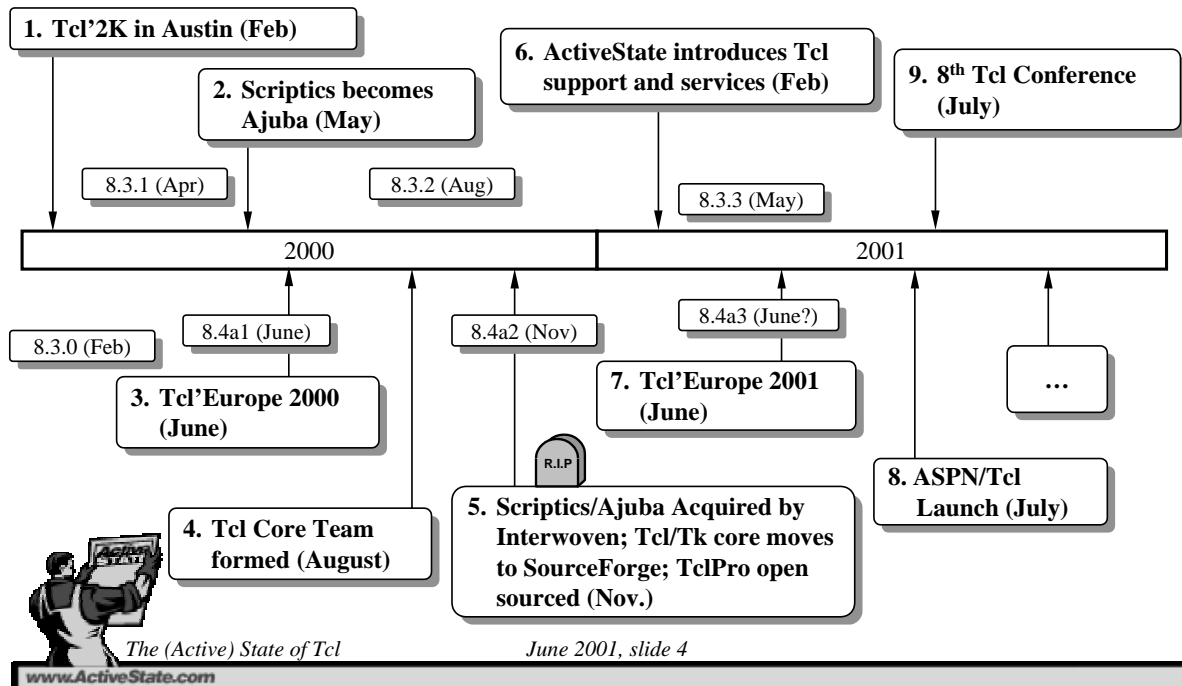 1. Tcl’2K in Austin (Feb)
2. Scriptics becomes
Ajuba (May)
6. ActiveState introduces Tcl
support and services (Feb)
9. 8th Tcl Conference
(July)
8.3.1 (Apr)
8.3.2 (Aug)
8.3.3 (May)
2000
2001
8.3.0 (Feb)
8.4a1 (June)
8.4a2 (Nov)
8.4a3 (June?)
3. Tcl’Europe 2000
(June)
7. Tcl’Europe 2001
(June)
…
R.I.P
4. Tcl Core Team
formed (August)
5. Scriptics/Ajuba Acquired by
Interwoven; Tcl/Tk core moves
to SourceForge; TclPro open
sourced (Nov.)
8. ASPN/Tcl
Launch (July)
Active
STATE
The (Active) State of Tcl
June 2001, slide 4
www.ActiveState.com